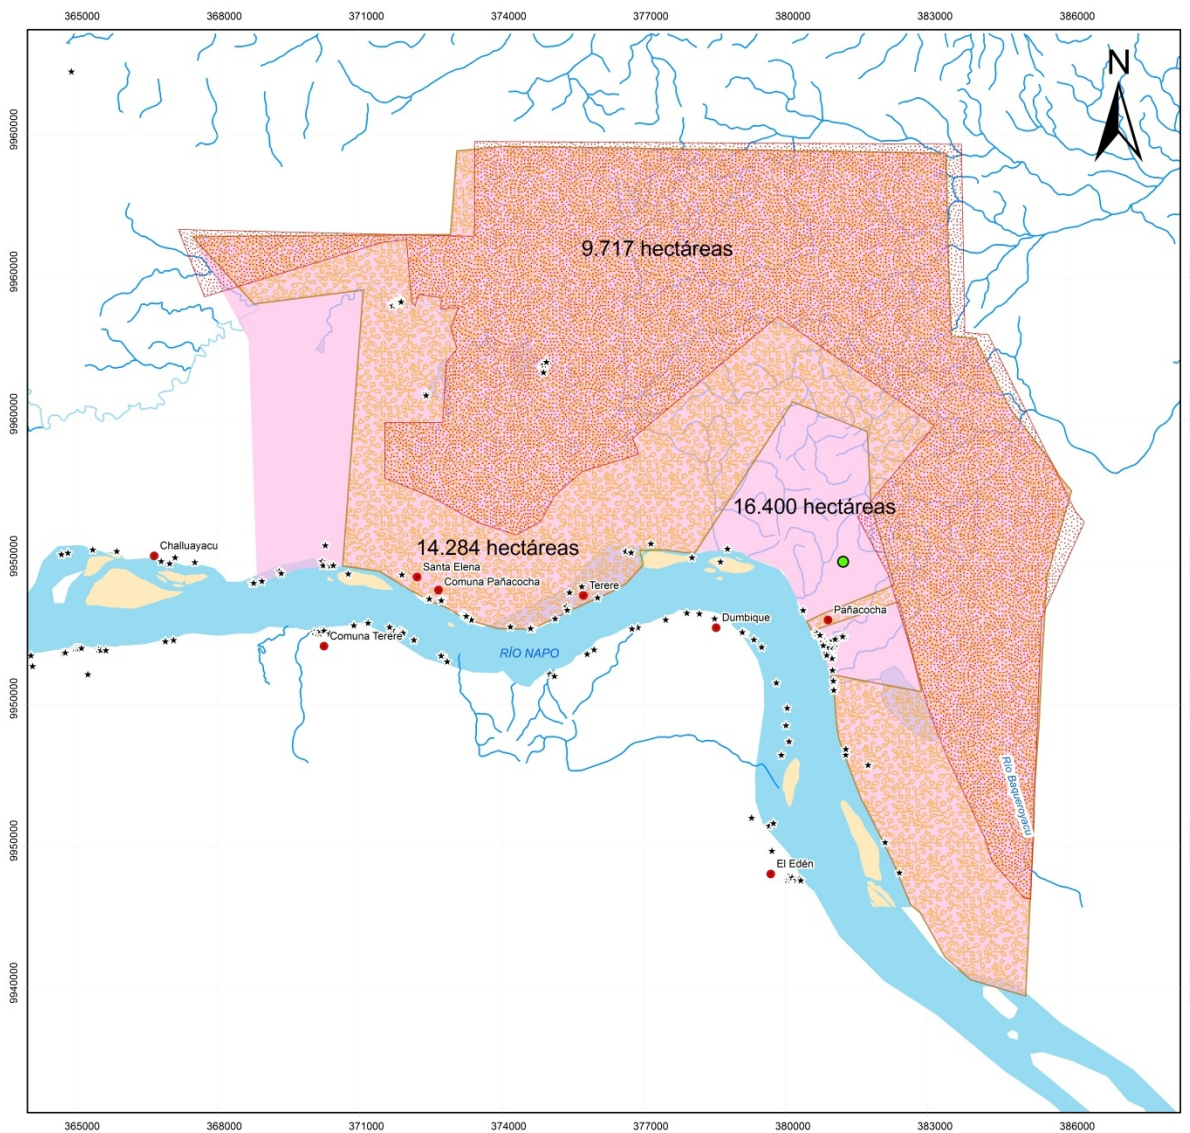 365000 368000 371000 374000 377000 380000 383000 386000
N
9960000
9960000
9960000
9950000
9950000
9950000
9940000
9.717 hectáreas
16.400 hectáreas
14.284 hectáreas
Challuayacu
Santa Elena
Comuna Pañacocha
Terere
Pañacocha
Dumbique
Comuna Terere
RÍO NAPO
Río Baqueroyacu
El Edén
365000 368000 371000 374000 377000 380000 383000 386000